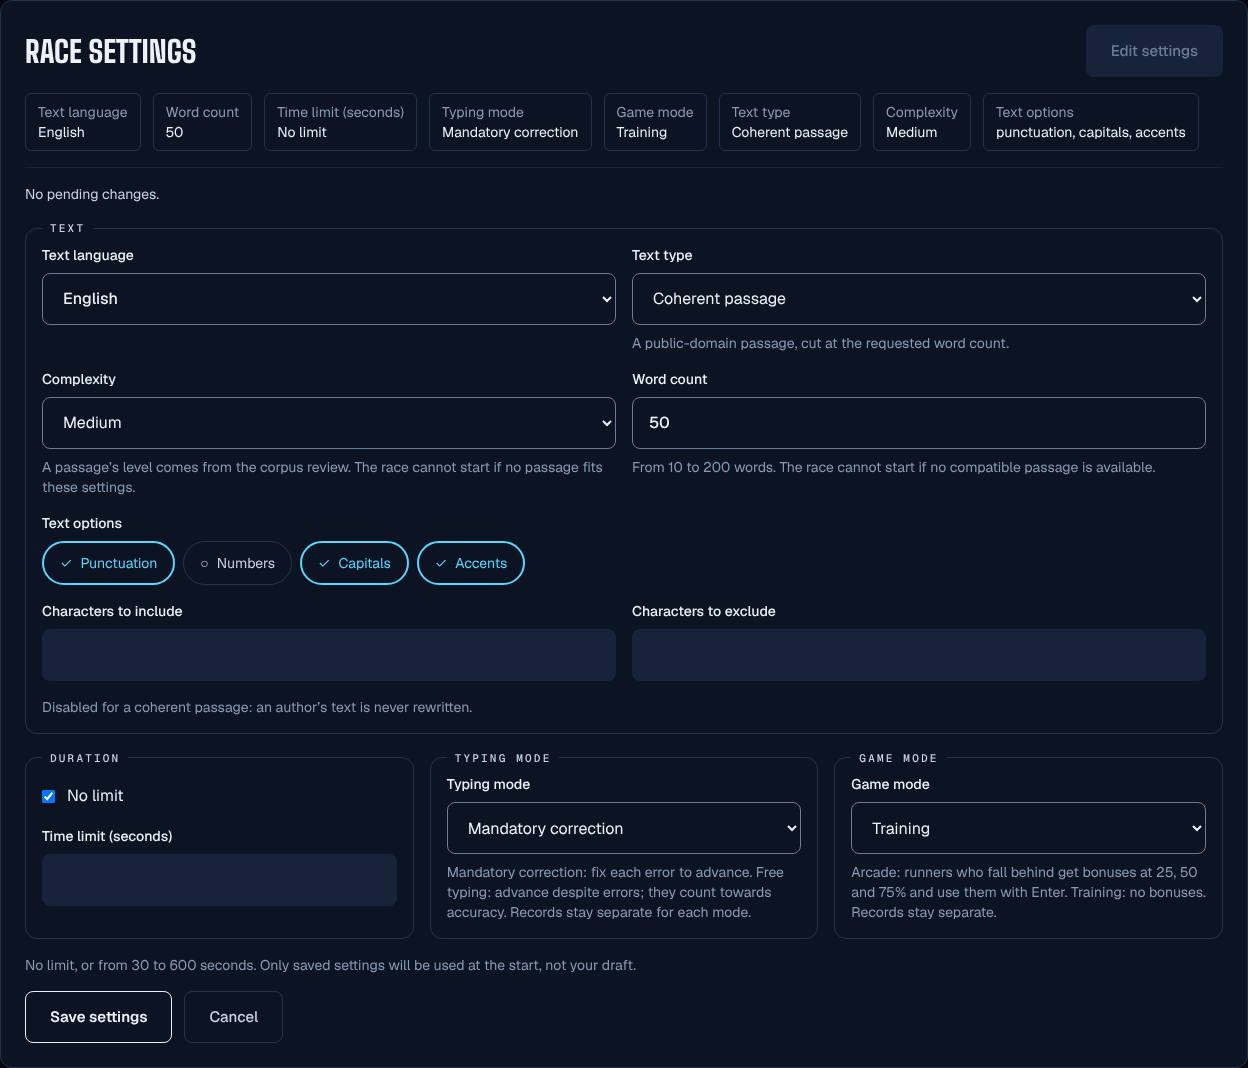 RACE SETTINGS
Edit settings
Text language
English
Word count
50
Time limit (seconds)
No limit
Typing mode
Mandatory correction
Game mode
Training
Text type
Coherent passage
Complexity
Medium
Text options
punctuation, capitals, accents
No pending changes.
TEXT
Text language
English
Text type
Coherent passage
A public-domain passage, cut at the requested word count.
Complexity
Medium
A passage's level comes from the corpus review. The race cannot start if no passage fits
these settings.
Word count
50
From 10 to 200 words. The race cannot start if no compatible passage is available.
Text options
✓ Punctuation
○ Numbers
✓ Capitals
✓ Accents
Characters to include
Characters to exclude
Disabled for a coherent passage: an author's text is never rewritten.
DURATION
No limit
Time limit (seconds)
TYPING MODE
Typing mode
Mandatory correction
Mandatory correction: fix each error to advance. Free
typing: advance despite errors; they count towards
accuracy. Records stay separate for each mode.
GAME MODE
Game mode
Training
Arcade: runners who fall behind get bonuses at 25, 50
and 75% and use them with Enter. Training: no bonuses.
Records stay separate.
No limit, or from 30 to 600 seconds. Only saved settings will be used at the start, not your draft.
Save settings
Cancel